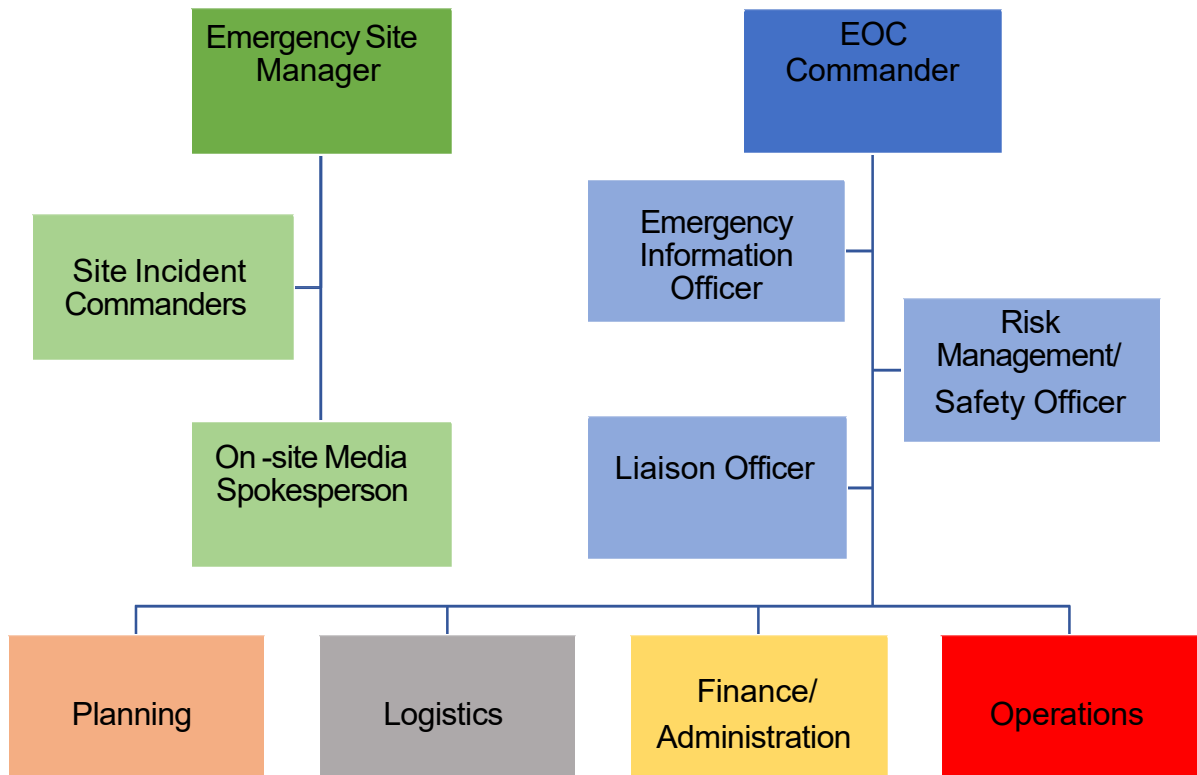 Emergency Site
Manager
EOC
Commander
Site Incident
Commanders
Emergency
Information
Officer
Risk
Management/
Safety Officer
On -site Media
Spokesperson
Liaison Officer
Planning
Logistics
Finance/
Administration
Operations